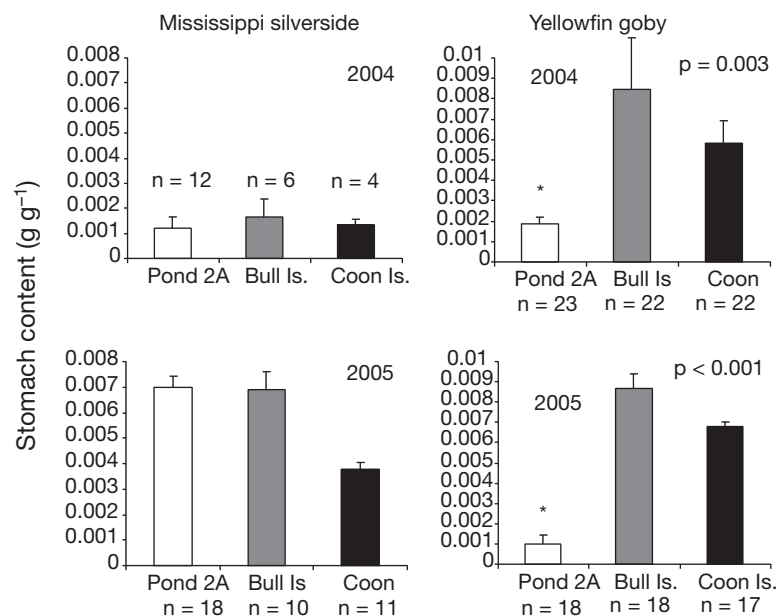 Mississippi silverside
Yellowfin goby
Stomach content (g g⁻¹)
0.008
0.007
0.006
0.005
0.004
0.003
0.002
0.001
0
2004
n = 12
n = 6
n = 4
Pond 2A
Bull Is.
Coon Is.
0.01
0.009
0.008
0.007
0.006
0.005
0.004
0.003
0.002
0.001
0
2004
p = 0.003
*
Pond 2A
Bull Is
Coon
n = 23
n = 22
n = 22
0.008
0.007
0.006
0.005
0.004
0.003
0.002
0.001
0
2005
Pond 2A
Bull Is
Coon
n = 18
n = 10
n = 11
0.01
0.009
0.008
0.007
0.006
0.005
0.004
0.003
0.002
0.001
0
2005
p < 0.001
*
Pond 2A
Bull Is.
Coon Is.
n = 18
n = 18
n = 17